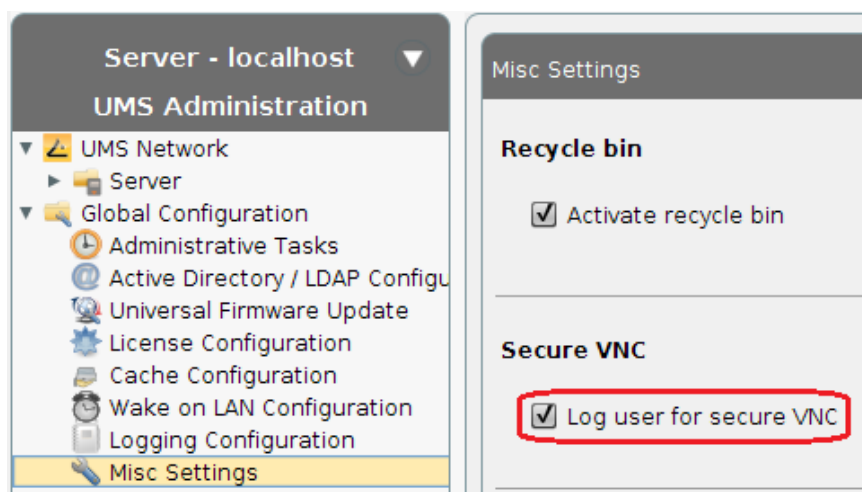 Server - localhost
UMS Administration
UMS Network
Server
Global Configuration
Administrative Tasks
Active Directory / LDAP Configu
Universal Firmware Update
License Configuration
Cache Configuration
Wake on LAN Configuration
Logging Configuration
Misc Settings
Misc Settings
Recycle bin
Activate recycle bin
Secure VNC
Log user for secure VNC